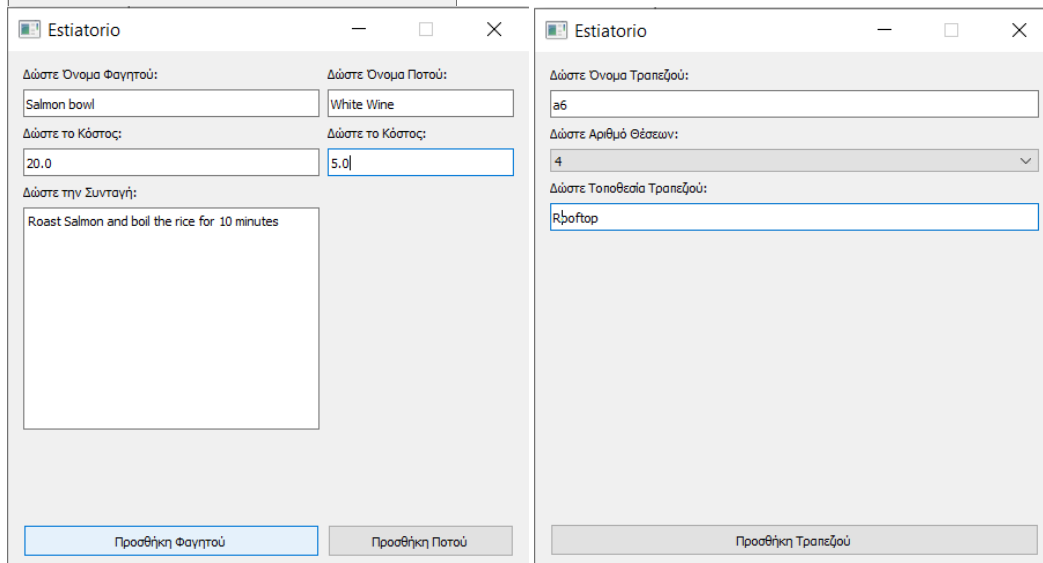 Estiatorio
Δώστε Όνομα Φαγητού:
Δώστε Όνομα Ποτού:
Salmon bowl
White Wine
Δώστε το Κόστος:
Δώστε το Κόστος:
20.0
5.0
Δώστε την Συνταγή:
Roast Salmon and boil the rice for 10 minutes
Προσθήκη Φαγητού
Προσθήκη Ποτού
Estiatorio
Δώστε Όνομα Τραπεζιού:
a6
Δώστε Αριθμό Θέσεων:
4
Δώστε Τοποθεσία Τραπεζιού:
Rooftop
Προσθήκη Τραπεζιού